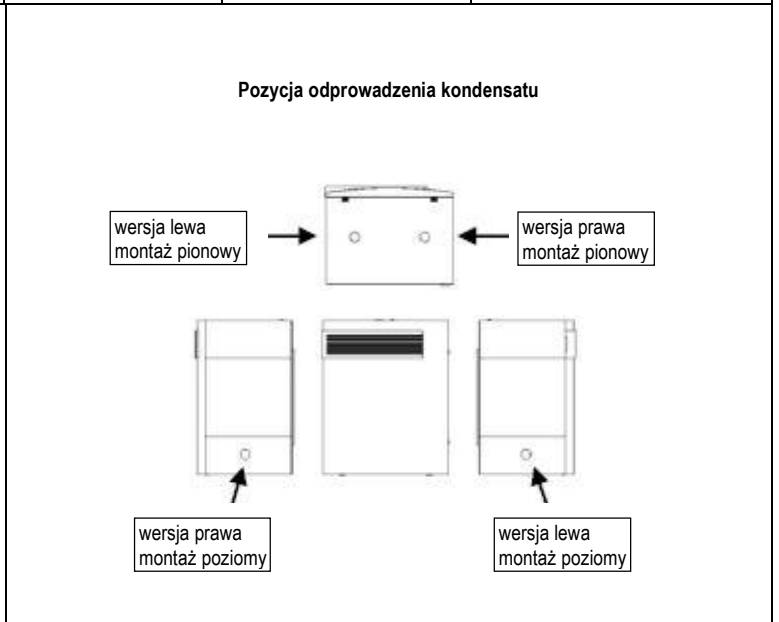 Pozycja odprowadzenia kondensatu
wersja lewa
montaż pionowy
wersja prawa
montaż pionowy
wersja prawa
montaż poziomy
wersja lewa
montaż poziomy